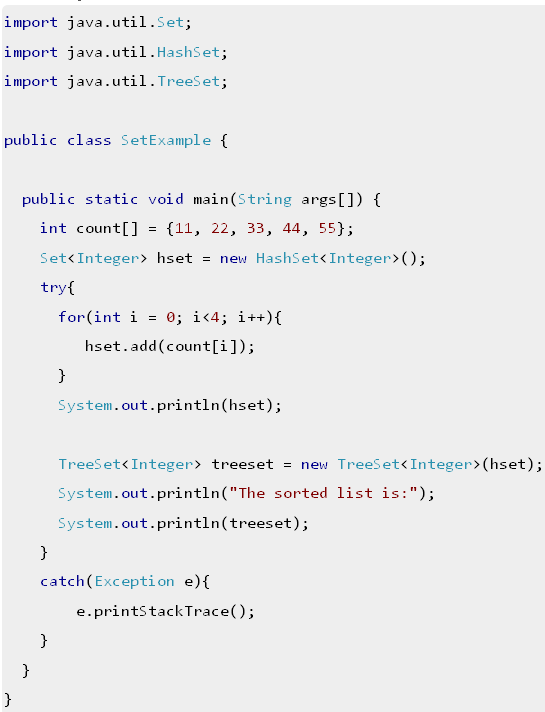 import java.util.Set;
import java.util.HashSet;
import java.util.TreeSet;
public class SetExample {
public static void main(String args[]) {
int count[] = {11, 22, 33, 44, 55};
Set<Integer> hset = new HashSet<Integer>();
try{
for(int i = 0; i<4; i++){
hset.add(count[i]);
}
System.out.println(hset);
TreeSet<Integer> treeset = new TreeSet<Integer>(hset);
System.out.println("The sorted list is:");
System.out.println(treeset);
}
catch(Exception e){
e.printStackTrace();
}
}
}